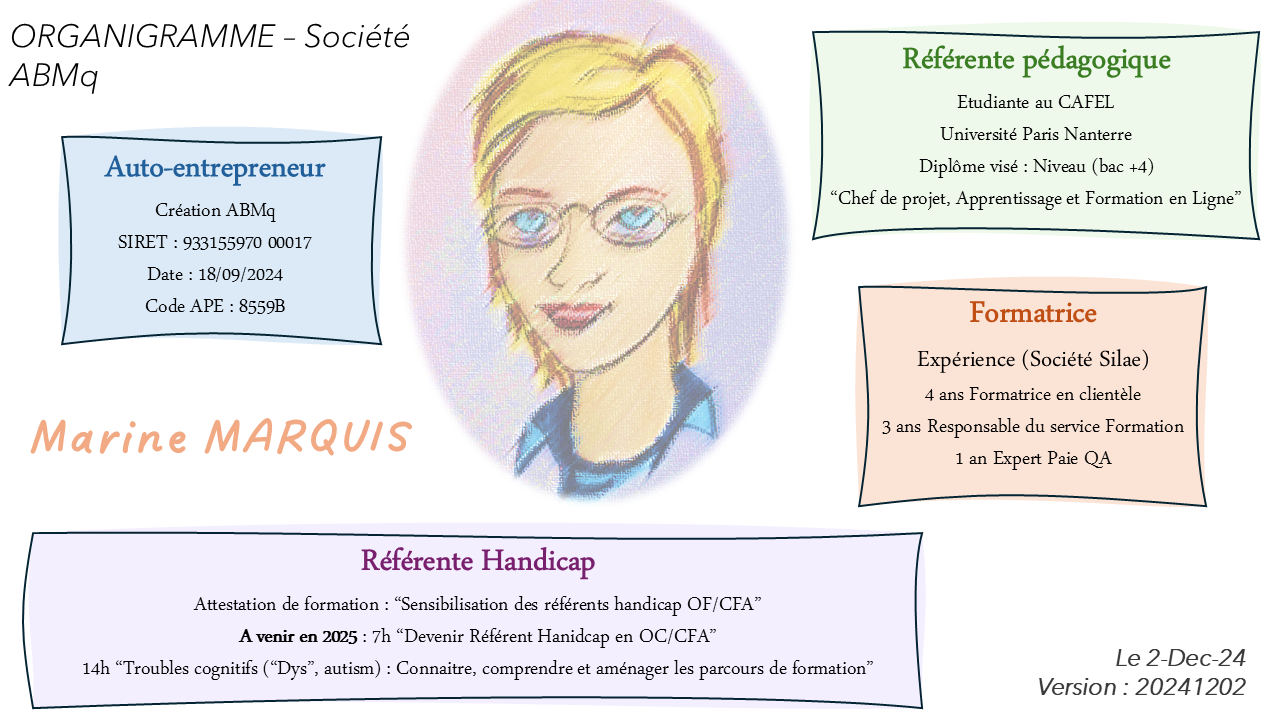 ORGANIGRAMME – Société
ABMq
Auto-entrepreneur
Création ABMq
SIRET : 933155970 00017
Date : 18/09/2024
Code APE : 8559B
Marine MARQUIS
Référente pédagogique
Etudiante au CAFEL
Université Paris Nanterre
Diplôme visé : Niveau (bac +4)
“Chef de projet, Apprentissage et Formation en Ligne”
Formatrice
Expérience (Société Silae)
4 ans Formatrice en clientèle
3 ans Responsable du service Formation
1 an Expert Paie QA
Référente Handicap
Attestation de formation : “Sensibilisation des référents handicap OF/CFA”
A venir en 2025 : 7h “Devenir Référent Hanidcap en OC/CFA”
14h “Troubles cognitifs (“Dys”, autism) : Connaitre, comprendre et aménager les parcours de formation”
Le 2-Dec-24
Version : 20241202